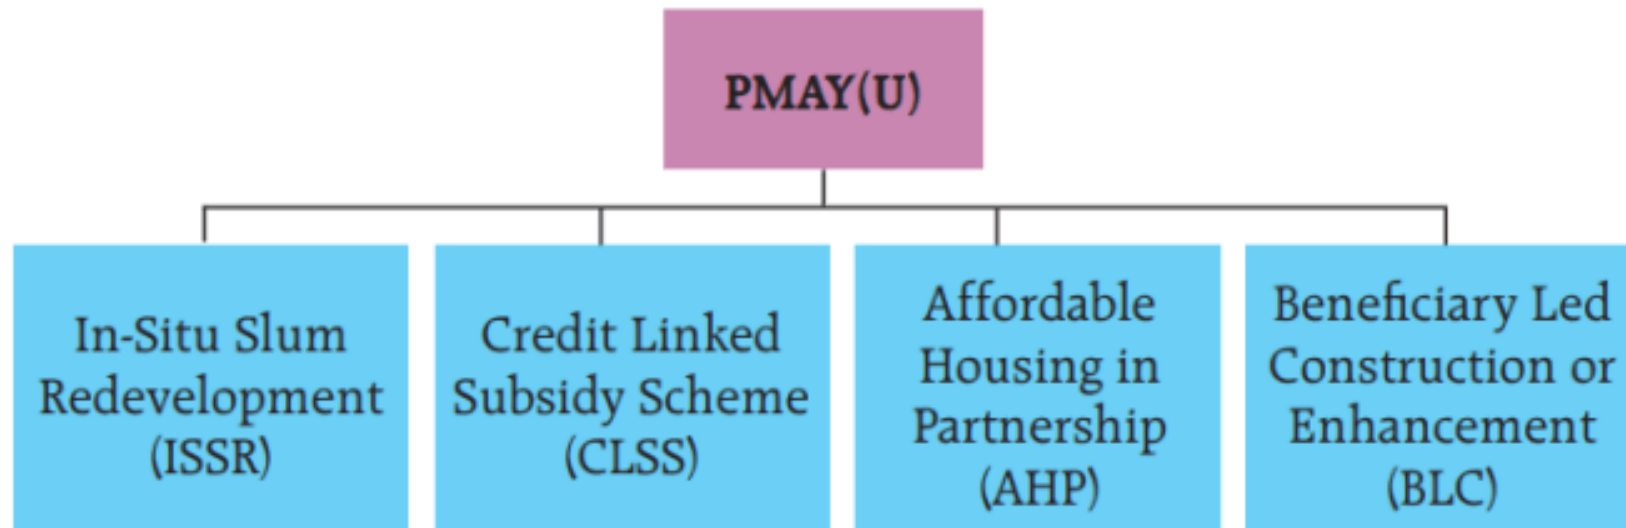 PMAY(U)
In-Situ Slum
Redevelopment
(ISSR)
Credit Linked
Subsidy Scheme
(CLSS)
Affordable
Housing in
Partnership
(AHP)
Beneficiary Led
Construction or
Enhancement
(BLC)